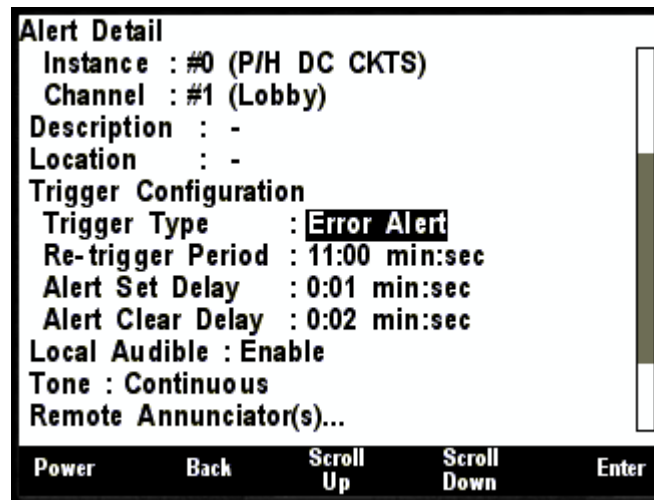 Alert Detail
Instance : #0 (P/H DC CKTS)
Channel : #1 (Lobby)
Description : -
Location : -
Trigger Configuration
Trigger Type : Error Alert
Re-trigger Period : 11:00 min:sec
Alert Set Delay : 0:01 min:sec
Alert Clear Delay : 0:02 min:sec
Local Audible : Enable
Tone : Continuous
Remote Annunciator(s)...
Power Back Scroll Up Scroll Down Enter